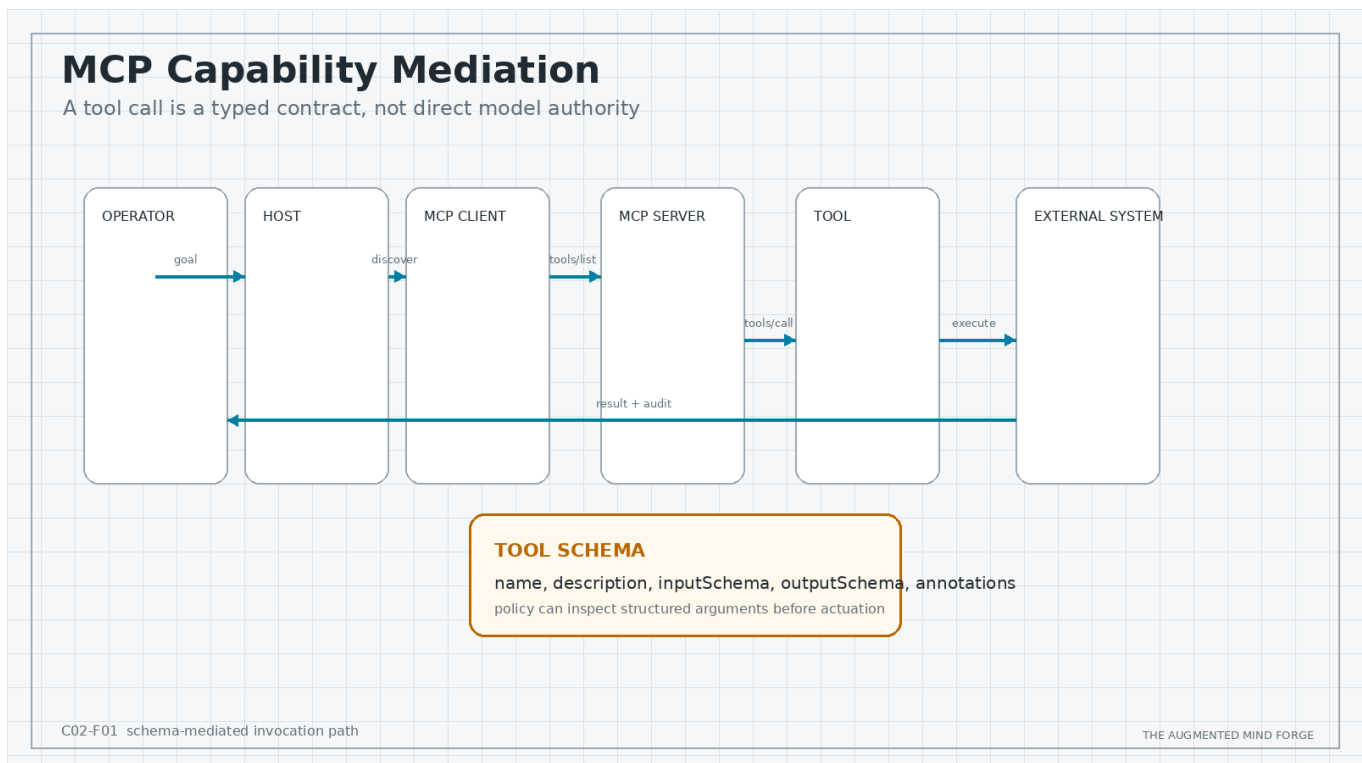 MCP Capability Mediation
A tool call is a typed contract, not direct model authority
OPERATOR
HOST
MCP CLIENT
MCP SERVER
TOOL
EXTERNAL SYSTEM
goal
discover
tools/list
tools/call
execute
result + audit
TOOL SCHEMA
name, description, inputSchema, outputSchema, annotations
policy can inspect structured arguments before actuation
C02-F01 schema-mediated invocation path
THE AUGMENTED MIND FORGE